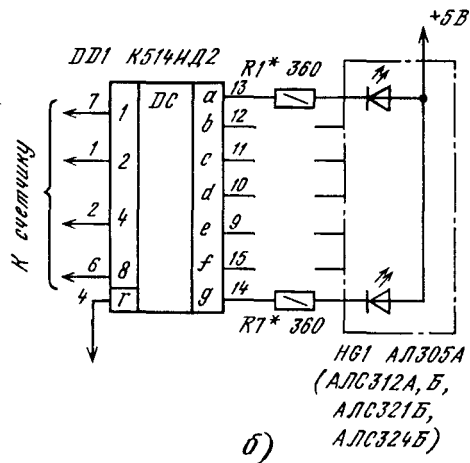 +5В
DD1 К514ИД2
R1* 360
К счетчику
7 1 DC a 13
b 12
1 2 c 11
d 10
2 4 e 9
6 8 f 15
4 Г g 14
R7* 360
HG1 АЛ305А
(АЛС312А, Б,
АЛС321Б,
АЛС324Б)
б)